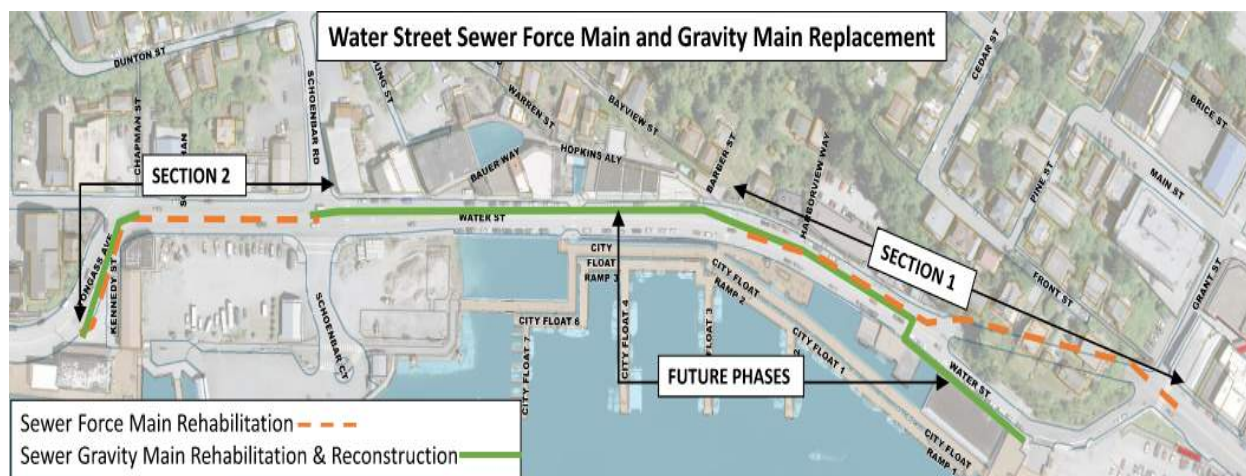 Water Street Sewer Force Main and Gravity Main Replacement
DUNTON ST
CHAPMAN ST
SCHOENBAR RD
WARREN ST
BAYVIEW ST
CEDAR ST
BRICE ST
SECTION 2
BAUER WAY
HOPKINS ALY
BARBER ST
HARBORVIEW WAY
PINE ST
MAIN ST
WATER ST
TONGASS AVE
KENNEDY ST
CITY
FLOAT
RAMP 3
CITY FLOAT
RAMP 2
SECTION 1
FRONT ST
GRANT ST
SCHOENBAR CT
CITY FLOAT 6
CITY FLOAT 7
CITY FLOAT 4
CITY FLOAT 3
CITY FLOAT 1
FUTURE PHASES
WATER ST
CITY FLOAT
RAMP 1
Sewer Force Main Rehabilitation
Sewer Gravity Main Rehabilitation & Reconstruction